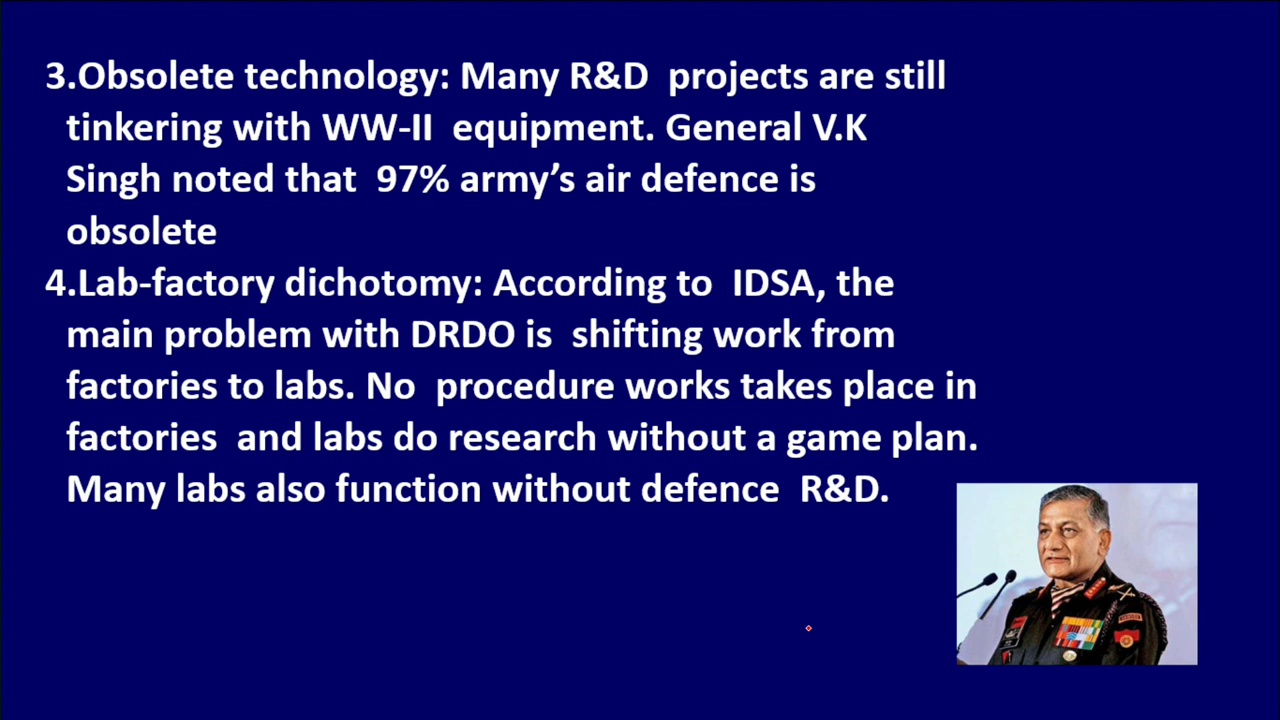 3.Obsolete technology: Many R&D projects are still
tinkering with WW-II equipment. General V.K
Singh noted that 97% army’s air defence is
obsolete
4.Lab-factory dichotomy: According to IDSA, the
main problem with DRDO is shifting work from
factories to labs. No procedure works takes place in
factories and labs do research without a game plan.
Many labs also function without defence R&D.